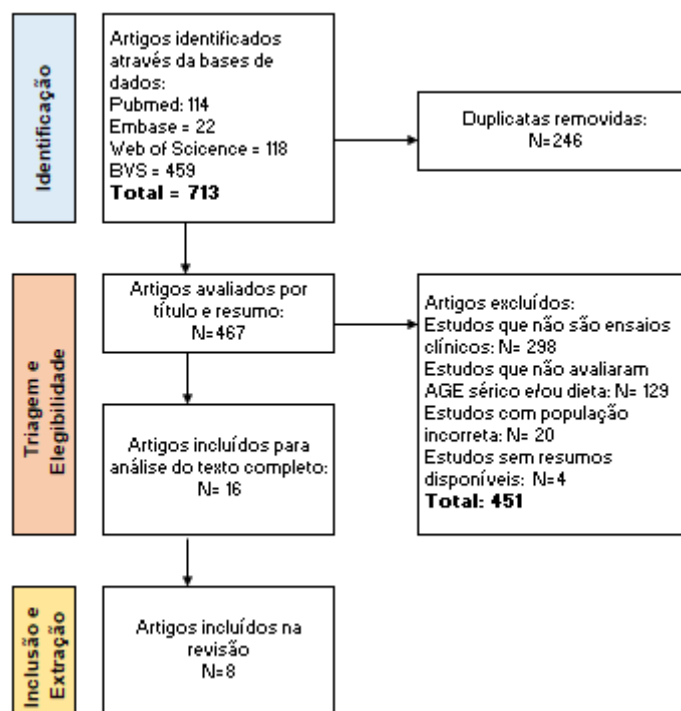 Identificação
Artigos identificados
através da bases de
dados:
Pubmed: 114
Embase = 22
Web of Scicence = 118
BVS = 459
Total = 713
Duplicatas removidas:
N=246
Triagem e
Elegibilidade
Artigos avaliados por
título e resumo:
N=467
Artigos excluídos:
Estudos que não são ensaios
clínicos: N= 298
Estudos que não avaliaram
AGE sérico e/ou dieta: N= 129
Estudos com população
incorreta: N= 20
Estudos sem resumos
disponíveis: N=4
Total: 451
Artigos incluídos para
análise do texto completo:
N= 16
Inclusão e
Extração
Artigos incluídos na
revisão
N=8